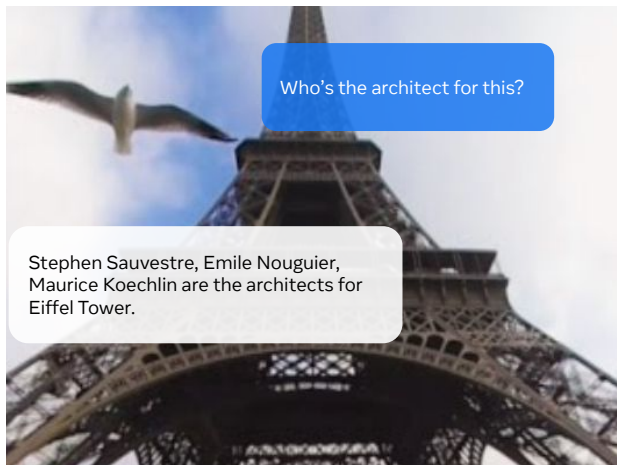 Who's the architect for this?
Stephen Sauvestre, Emile Nouguier,
Maurice Koechlin are the architects for
Eiffel Tower.